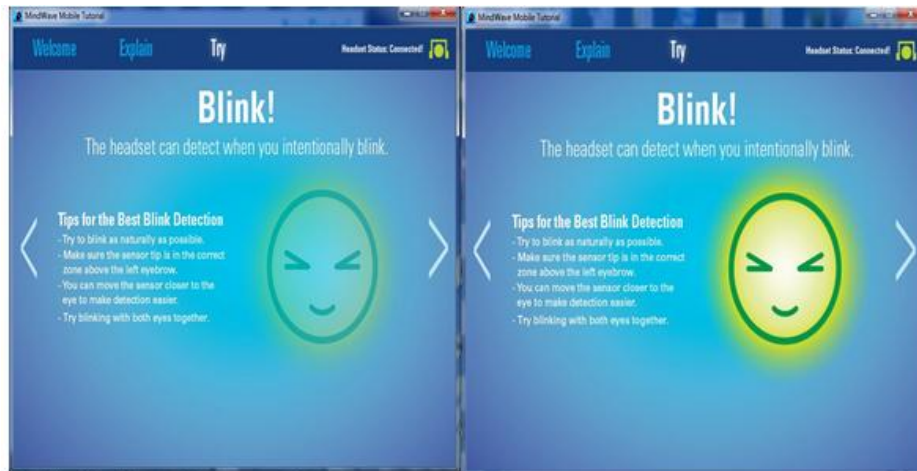 MindWave Mobile Tutorial
Welcome Explain Try Headset Status: Connected!
Blink!
The headset can detect when you intentionally blink.
Tips for the Best Blink Detection
- Try to blink as naturally as possible.
- Make sure the sensor tip is in the correct
zone above the left eyebrow.
- You can move the sensor closer to the
eye to make detection easier.
- Try blinking with both eyes together.
MindWave Mobile Tutorial
Welcome Explain Try Headset Status: Connected!
Blink!
The headset can detect when you intentionally blink.
Tips for the Best Blink Detection
- Try to blink as naturally as possible.
- Make sure the sensor tip is in the correct
zone above the left eyebrow.
- You can move the sensor closer to the
eye to make detection easier.
- Try blinking with both eyes together.